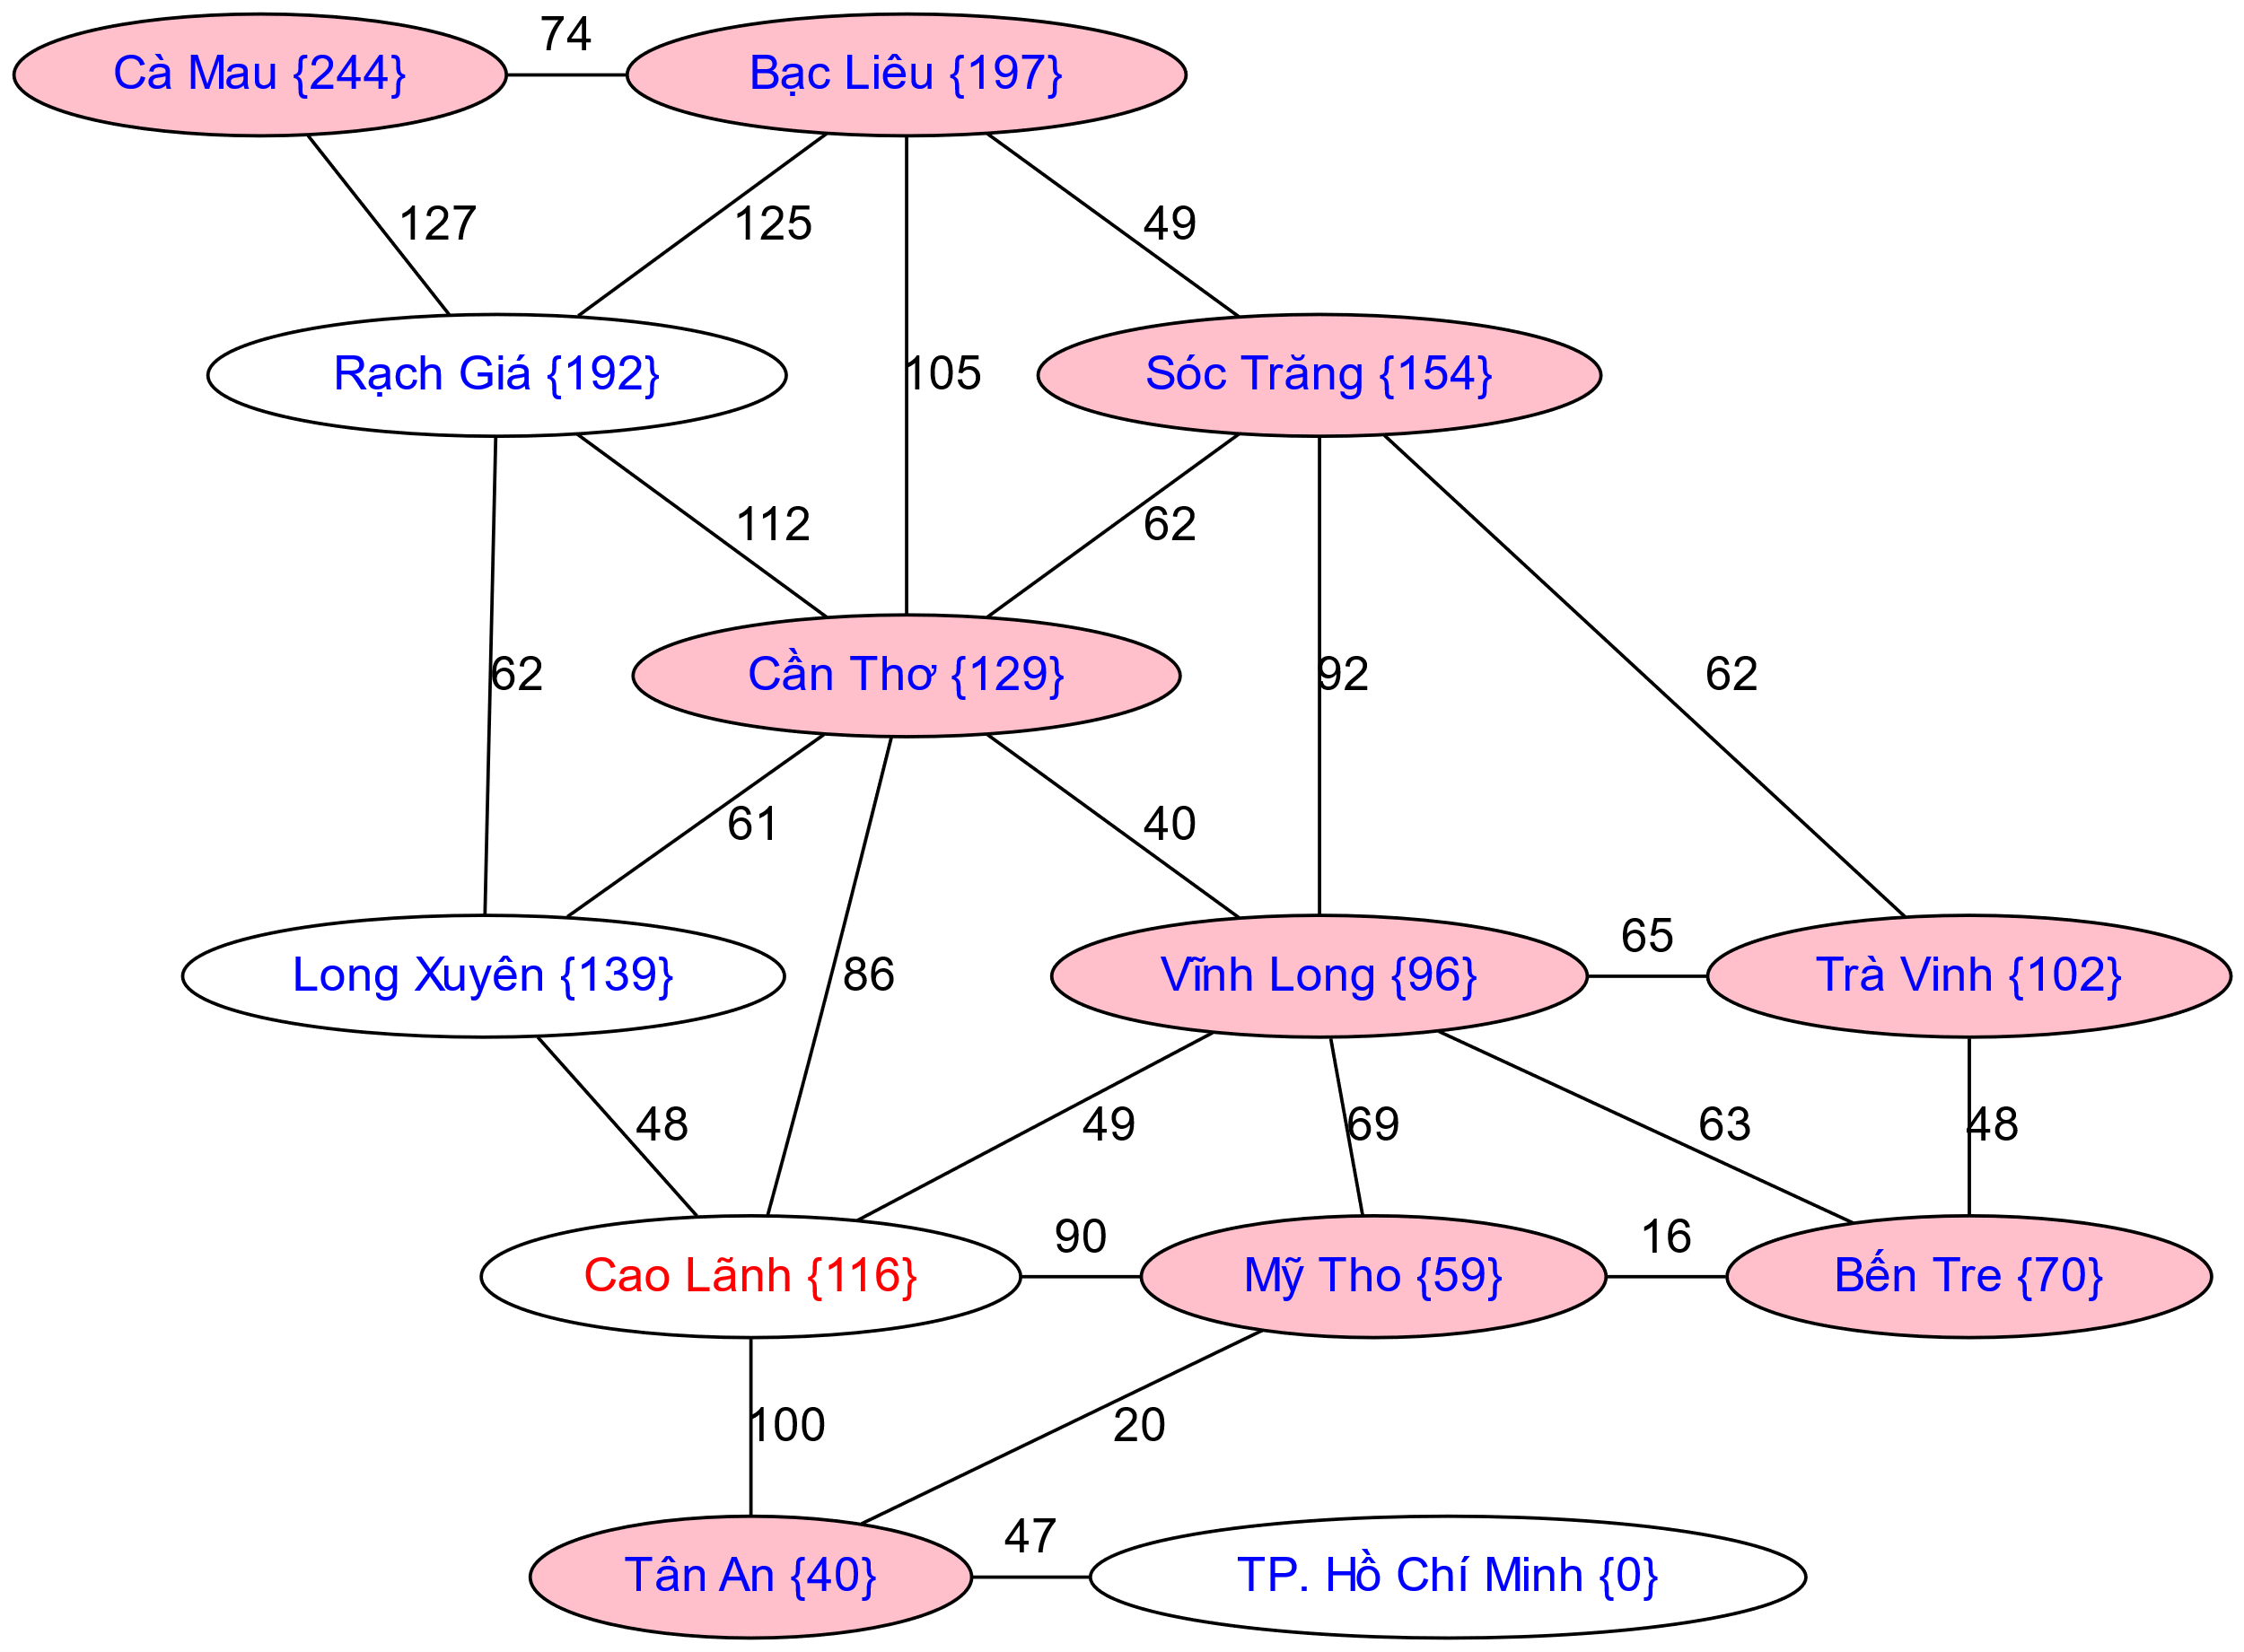 74
Cà Mau {244}
Bạc Liêu {197}
127
125
49
Rạch Giá {192}
105
Sóc Trăng {154}
112
62
62
Cần Thơ {129}
92
62
61
40
65
Long Xuyên {139}
86
Vĩnh Long {96}
Trà Vinh {102}
48
49
69
63
48
90
16
Cao Lãnh {116}
Mỹ Tho {59}
Bến Tre {70}
100
20
47
Tân An {40}
TP. Hồ Chí Minh {0}